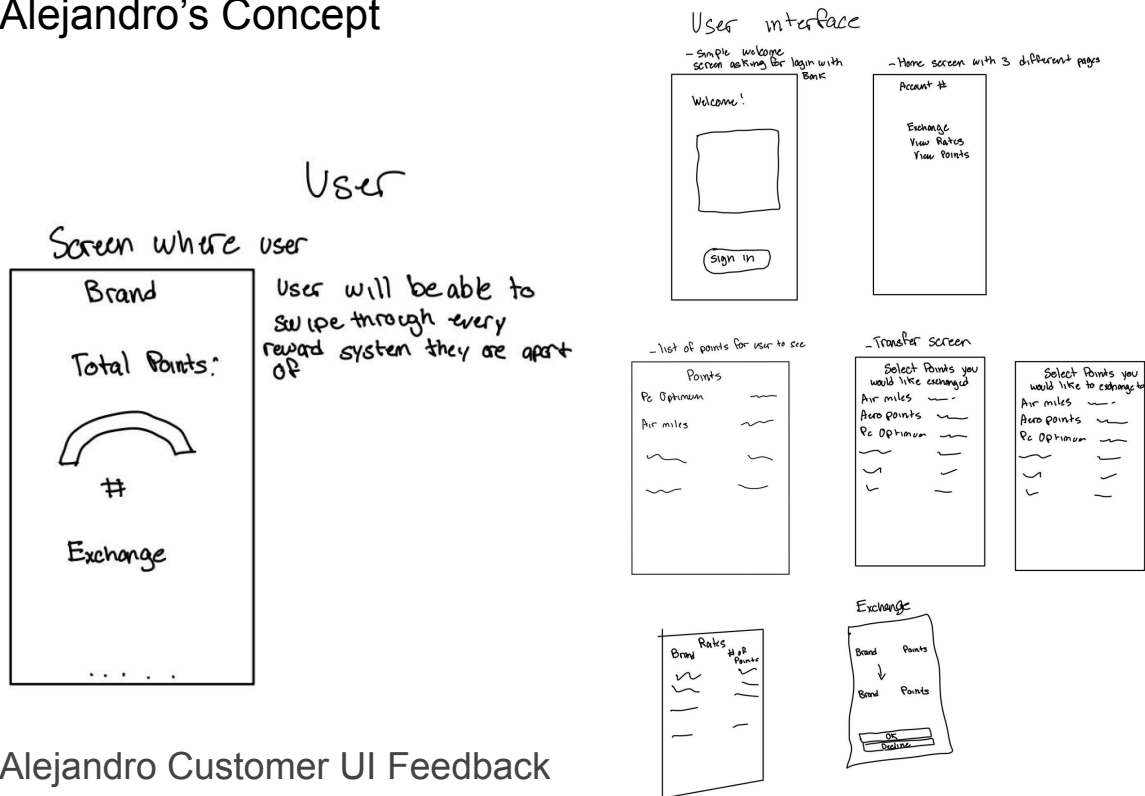 Alejandro's Concept
User
Screen where user
Brand
Total Points:
#
Exchange
. . . . .
User will be able to
swipe through every
reward system they are apart
of
User interface
- Simple welcome
screen asking for login with
Bank
Welcome!
Sign in
- Home screen with 3 different pages
Account #
Exchange
View Rates
View Points
- list of points for user to see
Points
Pc Optimum
Air miles
- Transfer screen
Select Points you
would like exchanged
Air miles
Aero points
Pc Optimum
Select Points you
would like to exchange to
Air miles
Aero points
Pc Optimum
Rates
Brand # of
Points
Exchange
Brand Points
Brand Points
OK
Decline
Alejandro Customer UI Feedback